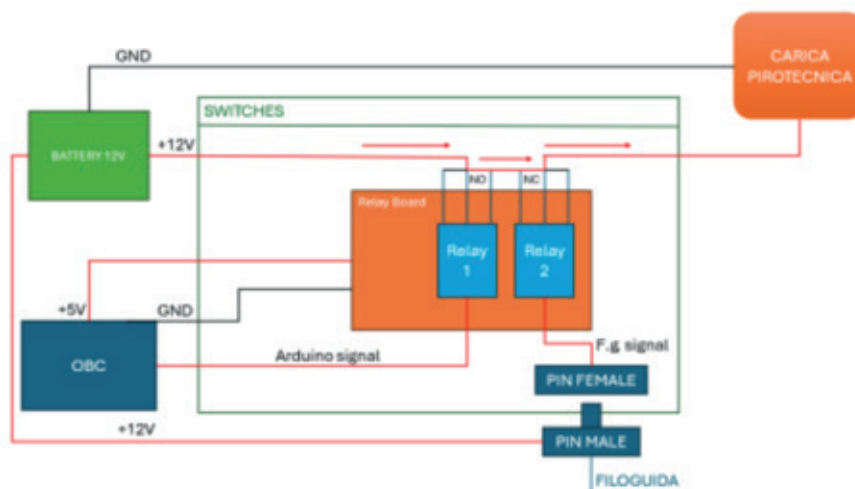 GND
CARICA
PIROTECNICA
SWITCHES
BATTERY 12V
+12V
NO
NC
Relay Board
Relay
1
Relay
2
+5V
GND
F.g signal
OBC
Arduino signal
PIN FEMALE
+12V
PIN MALE
FILOGUIDA